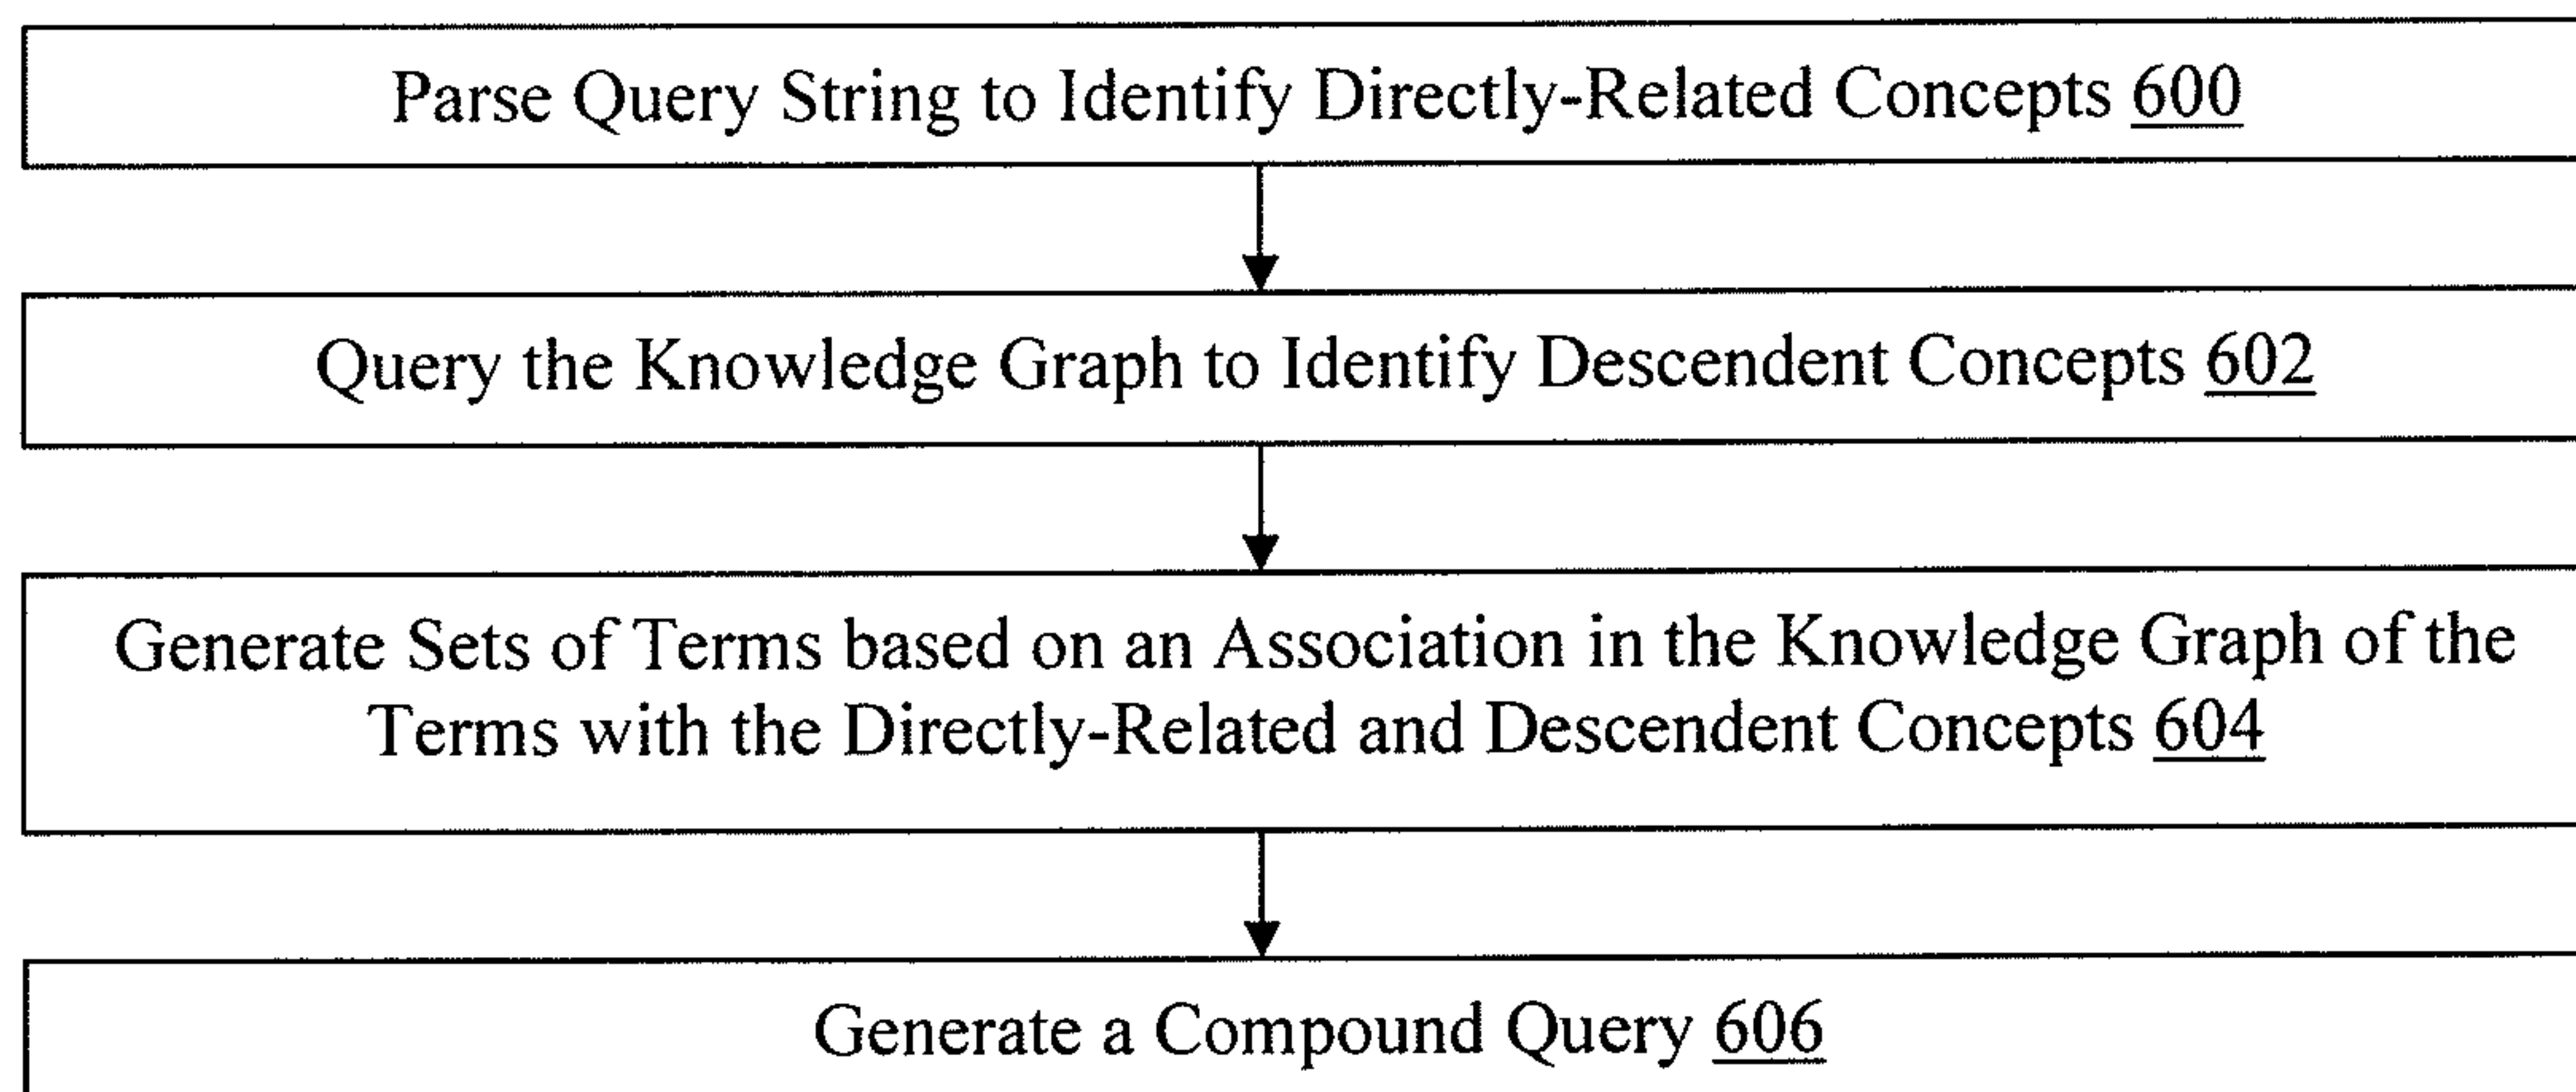 Parse Query String to Identify Directly-Related Concepts 600
Query the Knowledge Graph to Identify Descendent Concepts 602
Generate Sets of Terms based on an Association in the Knowledge Graph of the
Terms with the Directly-Related and Descendent Concepts 604
Generate a Compound Query 606